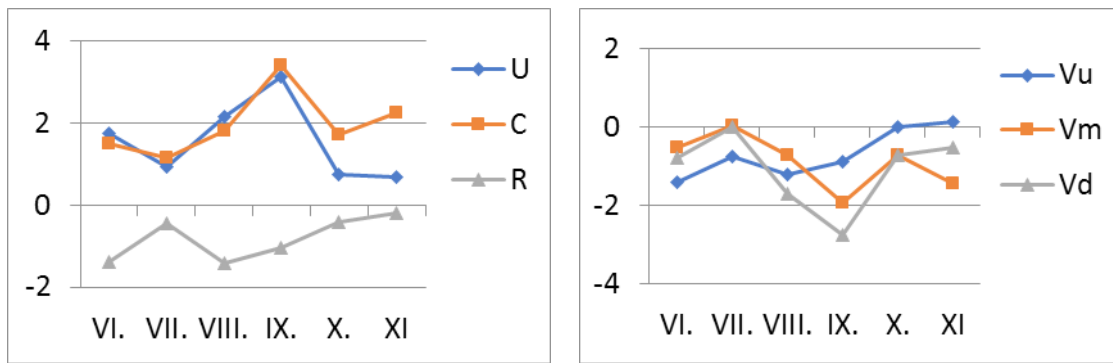 4
2
0
-2
VI. VII. VIII. IX. X. XI
U
C
R
2
0
-2
-4
VI. VII. VIII. IX. X. XI
Vu
Vm
Vd